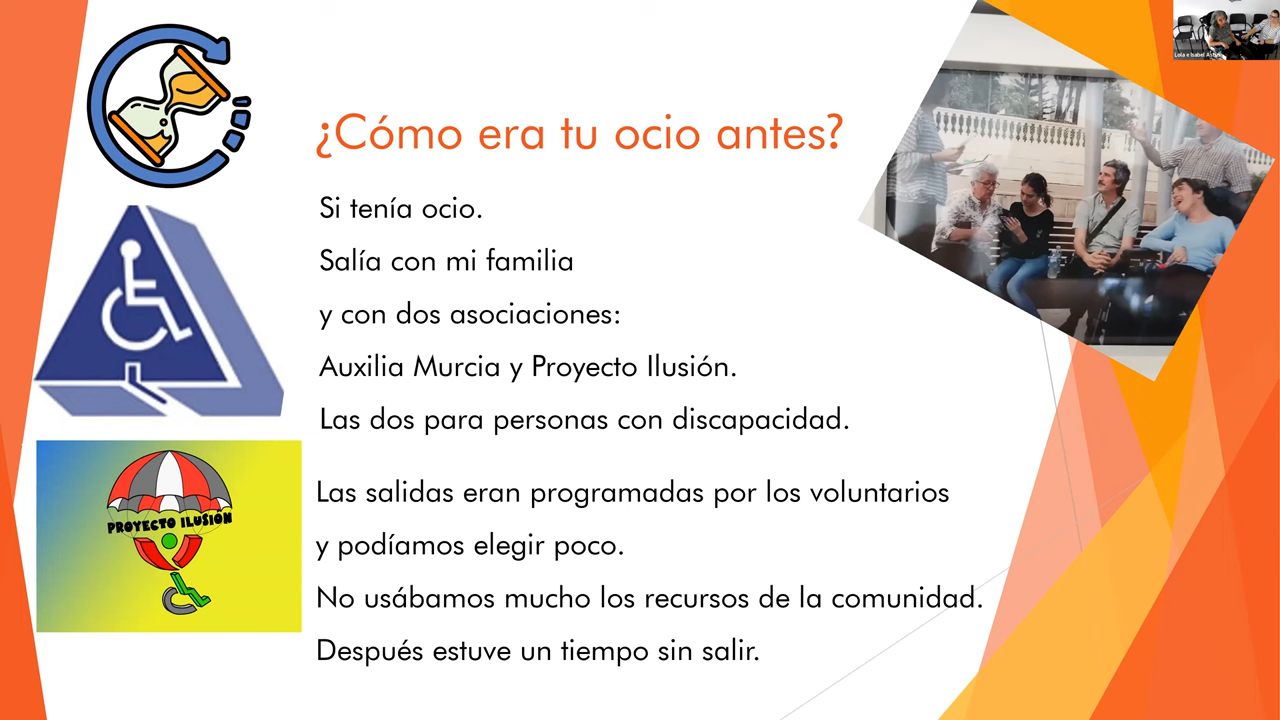 ¿Cómo era tu ocio antes?
Si tenía ocio.
Salía con mi familia
y con dos asociaciones:
Auxilia Murcia y Proyecto Ilusión.
Las dos para personas con discapacidad.
PROYECTO ILUSIÓN
Las salidas eran programadas por los voluntarios
y podíamos elegir poco.
No usábamos mucho los recursos de la comunidad.
Después estuve un tiempo sin salir.
Lola e Isabel